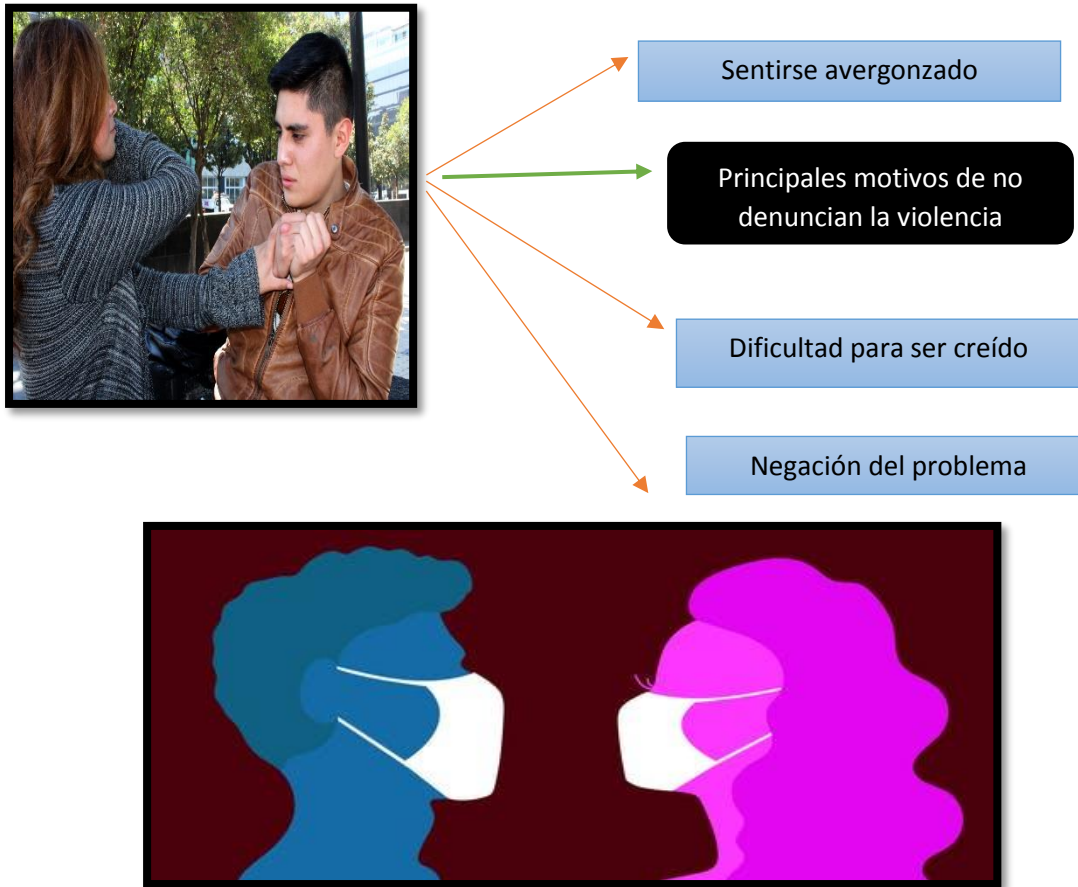 Sentirse avergonzado
Principales motivos de no
denuncian la violencia
Dificultad para ser creído
Negación del problema